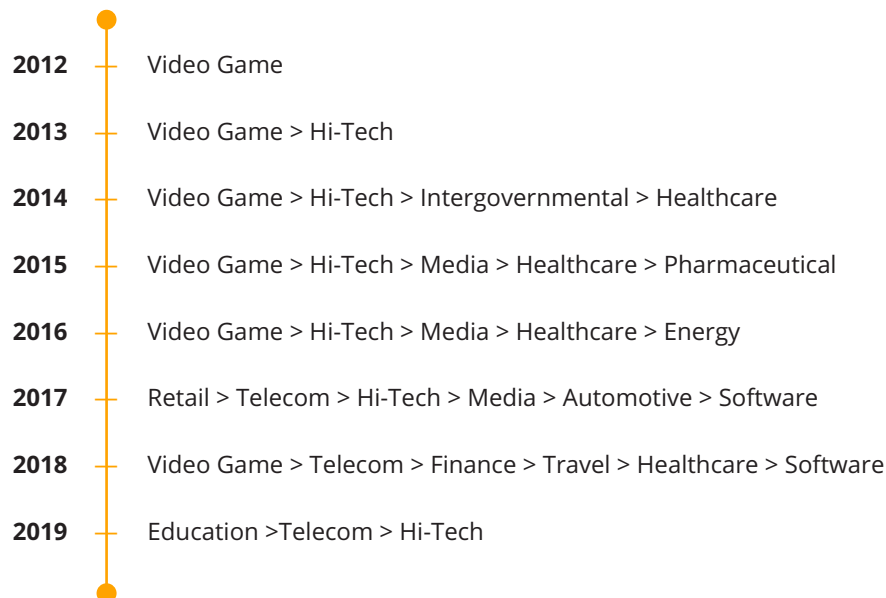 2012 Video Game
2013 Video Game > Hi-Tech
2014 Video Game > Hi-Tech > Intergovernmental > Healthcare
2015 Video Game > Hi-Tech > Media > Healthcare > Pharmaceutical
2016 Video Game > Hi-Tech > Media > Healthcare > Energy
2017 Retail > Telecom > Hi-Tech > Media > Automotive > Software
2018 Video Game > Telecom > Finance > Travel > Healthcare > Software
2019 Education >Telecom > Hi-Tech